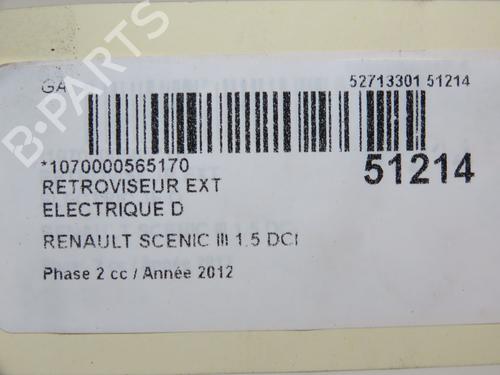 B-PARTS
GA
52713301 51214
*1070000565170
51214
RETROVISEUR EXT
ELECTRIQUE D
RENAULT SCENIC III 1.5 DCI
Phase 2 cc / Année 2012